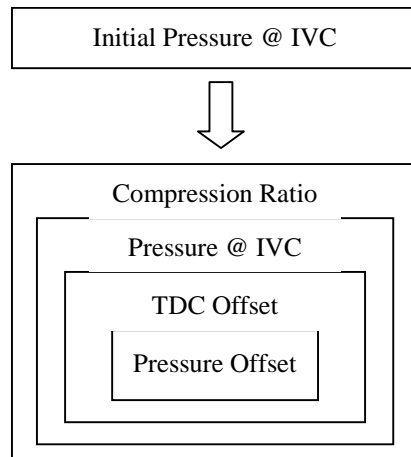 Initial Pressure @ IVC
Compression Ratio
Pressure @ IVC
TDC Offset
Pressure Offset